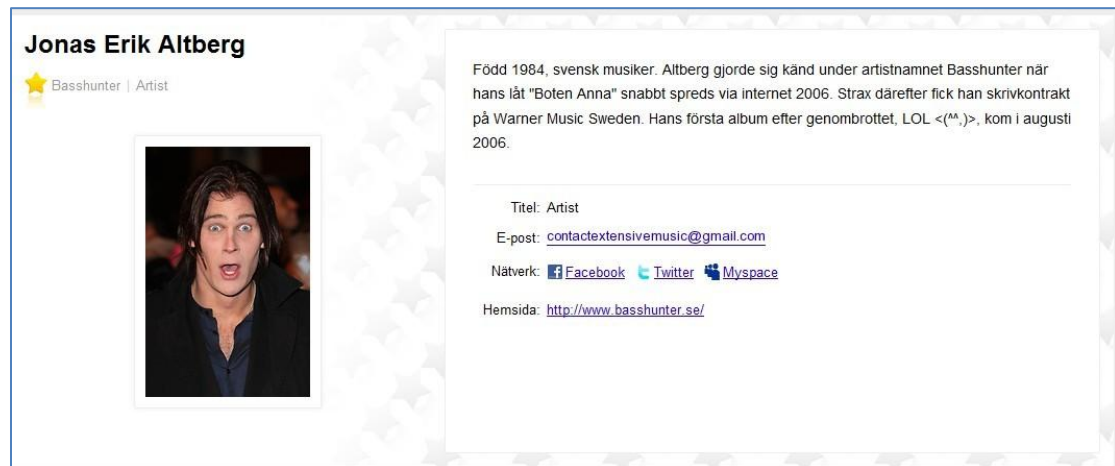 Jonas Erik Altberg
Basshunter | Artist
Född 1984, svensk musiker. Altberg gjorde sig känd under artistnamnet Basshunter när
hans låt "Boten Anna" snabbt spreds via internet 2006. Strax därefter fick han skrivkontrakt
på Warner Music Sweden. Hans första album efter genombrottet, LOL <(^^,)>, kom i augusti
2006.
Titel: Artist
E-post: contactextensivemusic@gmail.com
Nätverk: Facebook Twitter Myspace
Hemsida: http://www.basshunter.se/